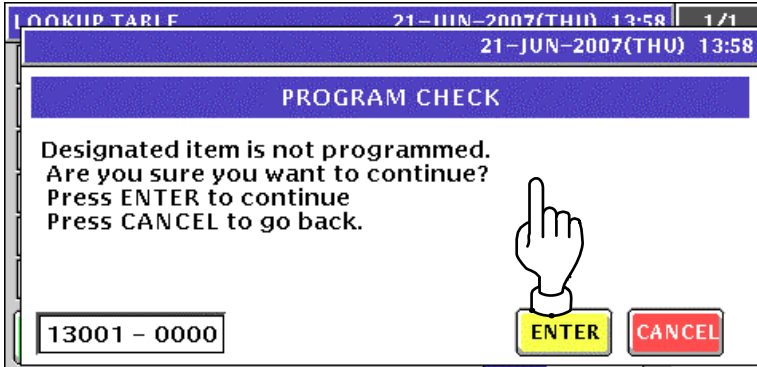 LOOKUP TABLE 21-JUN-2007(THU) 13:58 1/1
21-JUN-2007(THU) 13:58
PROGRAM CHECK
Designated item is not programmed.
Are you sure you want to continue?
Press ENTER to continue
Press CANCEL to go back.
13001 - 0000 ENTER CANCEL